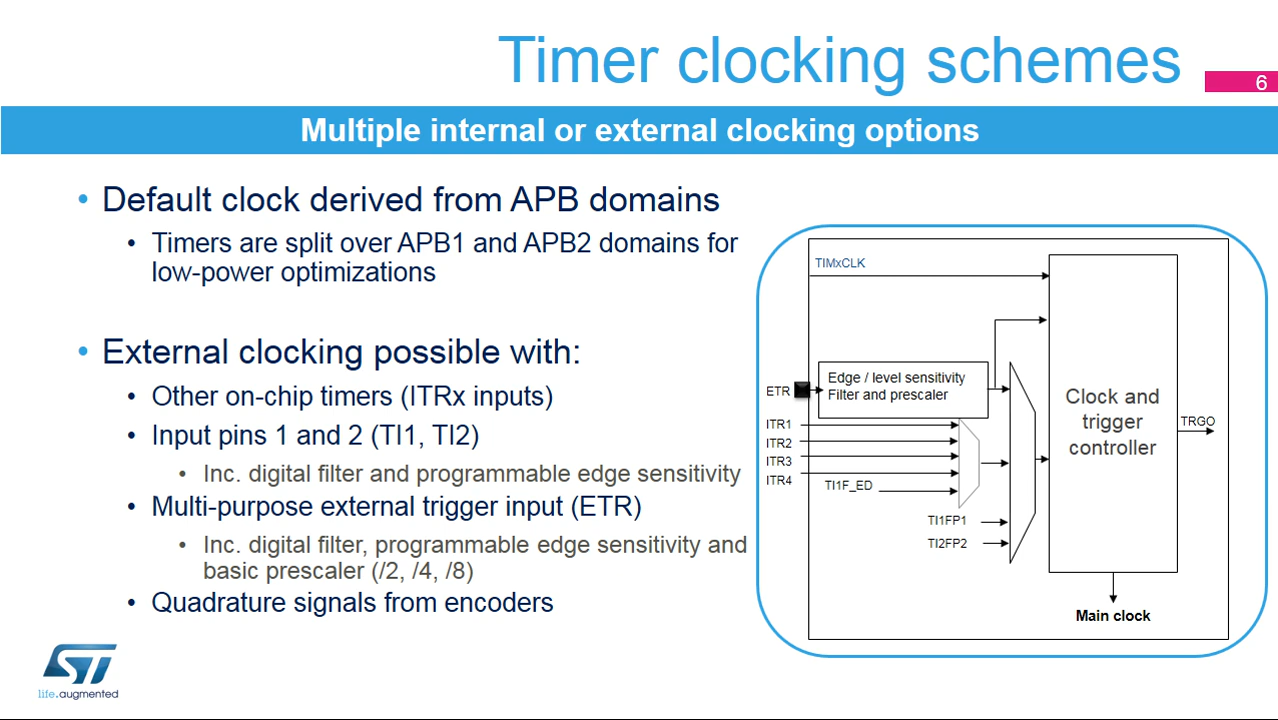 Timer clocking schemes
6
Multiple internal or external clocking options
• Default clock derived from APB domains
• Timers are split over APB1 and APB2 domains for
low-power optimizations
• External clocking possible with:
• Other on-chip timers (ITRx inputs)
• Input pins 1 and 2 (TI1, TI2)
• Inc. digital filter and programmable edge sensitivity
• Multi-purpose external trigger input (ETR)
• Inc. digital filter, programmable edge sensitivity and
basic prescaler (/2, /4, /8)
• Quadrature signals from encoders
TIMxCLK
ETR
Edge / level sensitivity
Filter and prescaler
ITR1
ITR2
ITR3
ITR4
TI1F_ED
TI1FP1
TI2FP2
Clock and
trigger
controller
TRGO
Main clock
ST
life.augmented